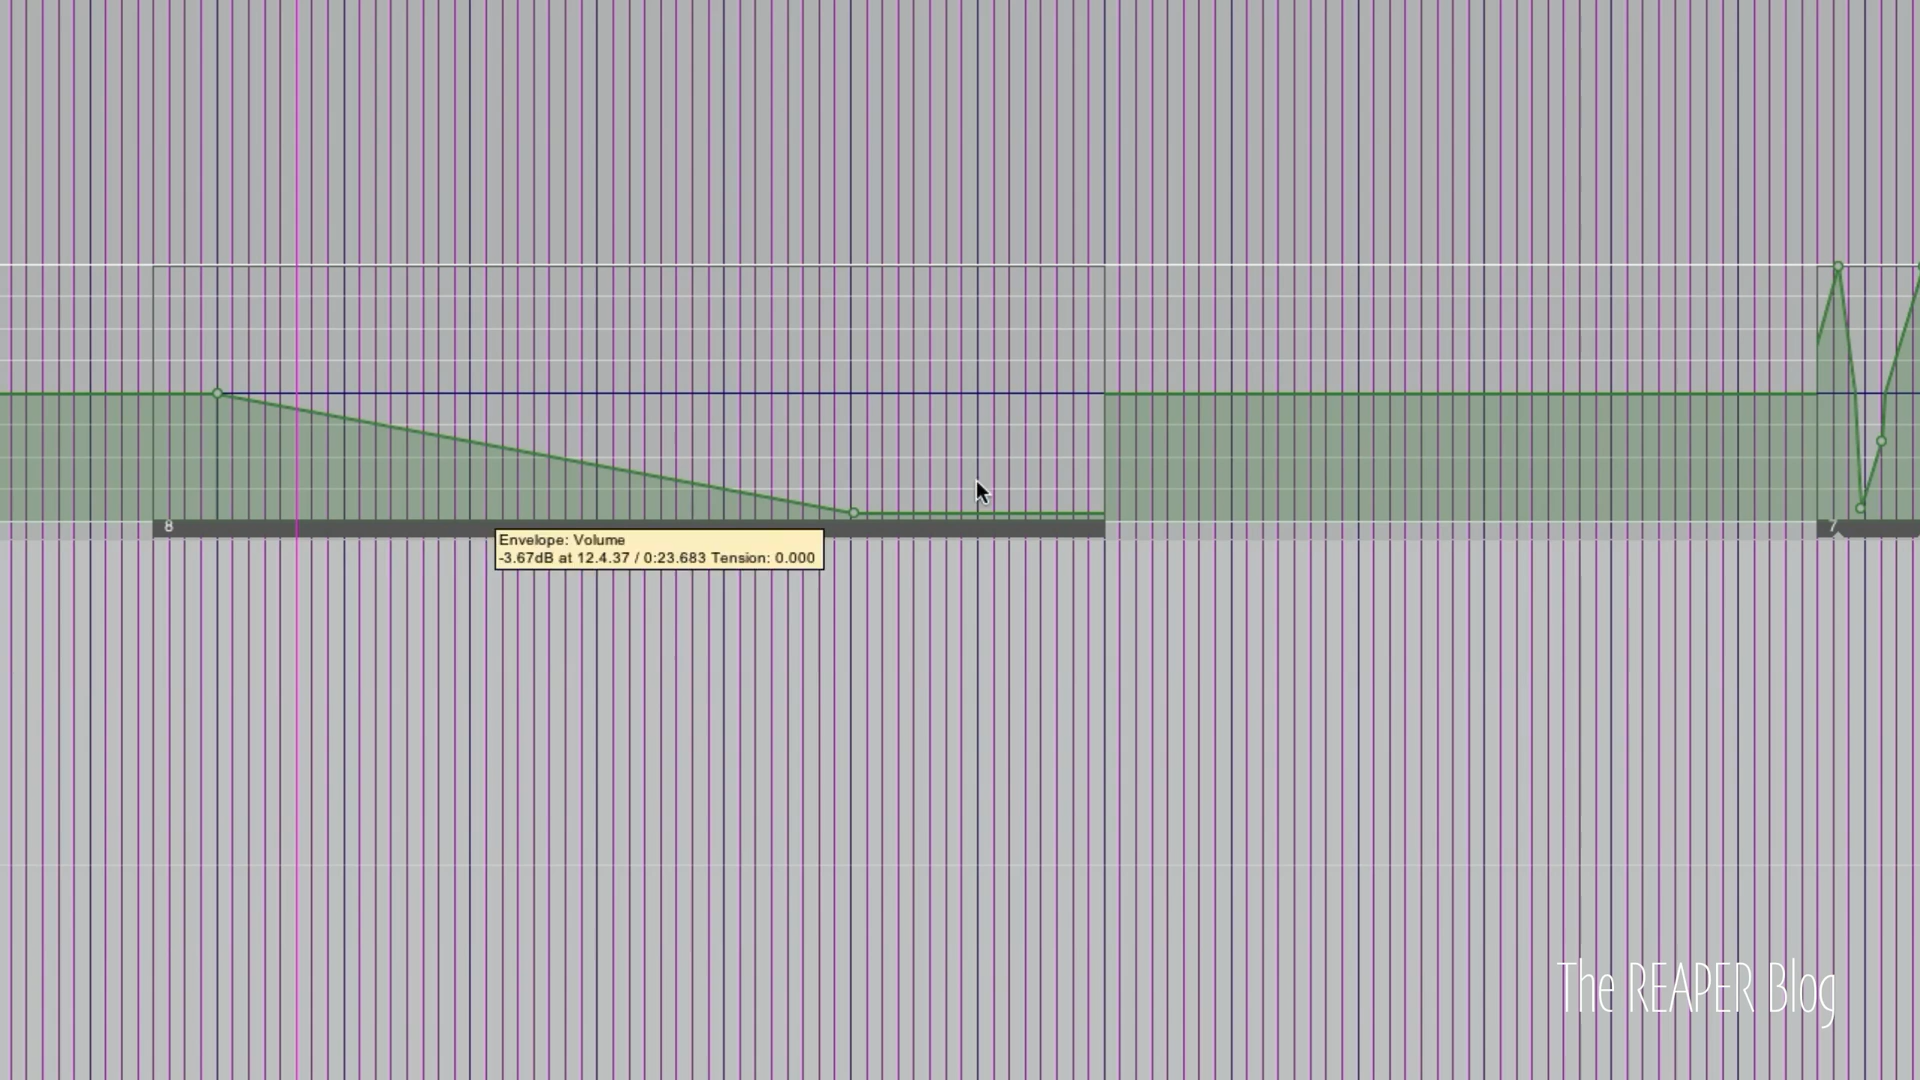 8
7
Envelope: Volume
-3.67dB at 12.4.37 / 0:23.683 Tension: 0.000
The REAPER Blog